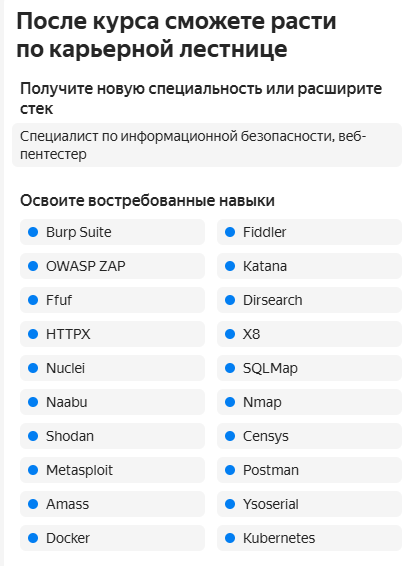 После курса сможете расти
по карьерной лестнице
Получите новую специальность или расширите
стек
Специалист по информационной безопасности, веб-
пентестер
Освоите востребованные навыки
Burp Suite
Fiddler
OWASP ZAP
Katana
Ffuf
Dirsearch
HTTPX
X8
Nuclei
SQLMap
Naabu
Nmap
Shodan
Censys
Metasploit
Postman
Amass
Ysoserial
Docker
Kubernetes